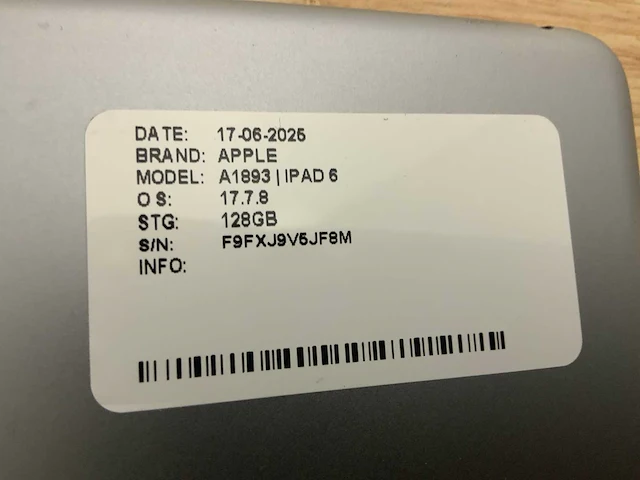 DATE: 17-06-2025
BRAND: APPLE
MODEL: A1893 | IPAD 6
O S: 17.7.8
STG: 128GB
S/N: F9FXJ9V5JF8M
INFO: